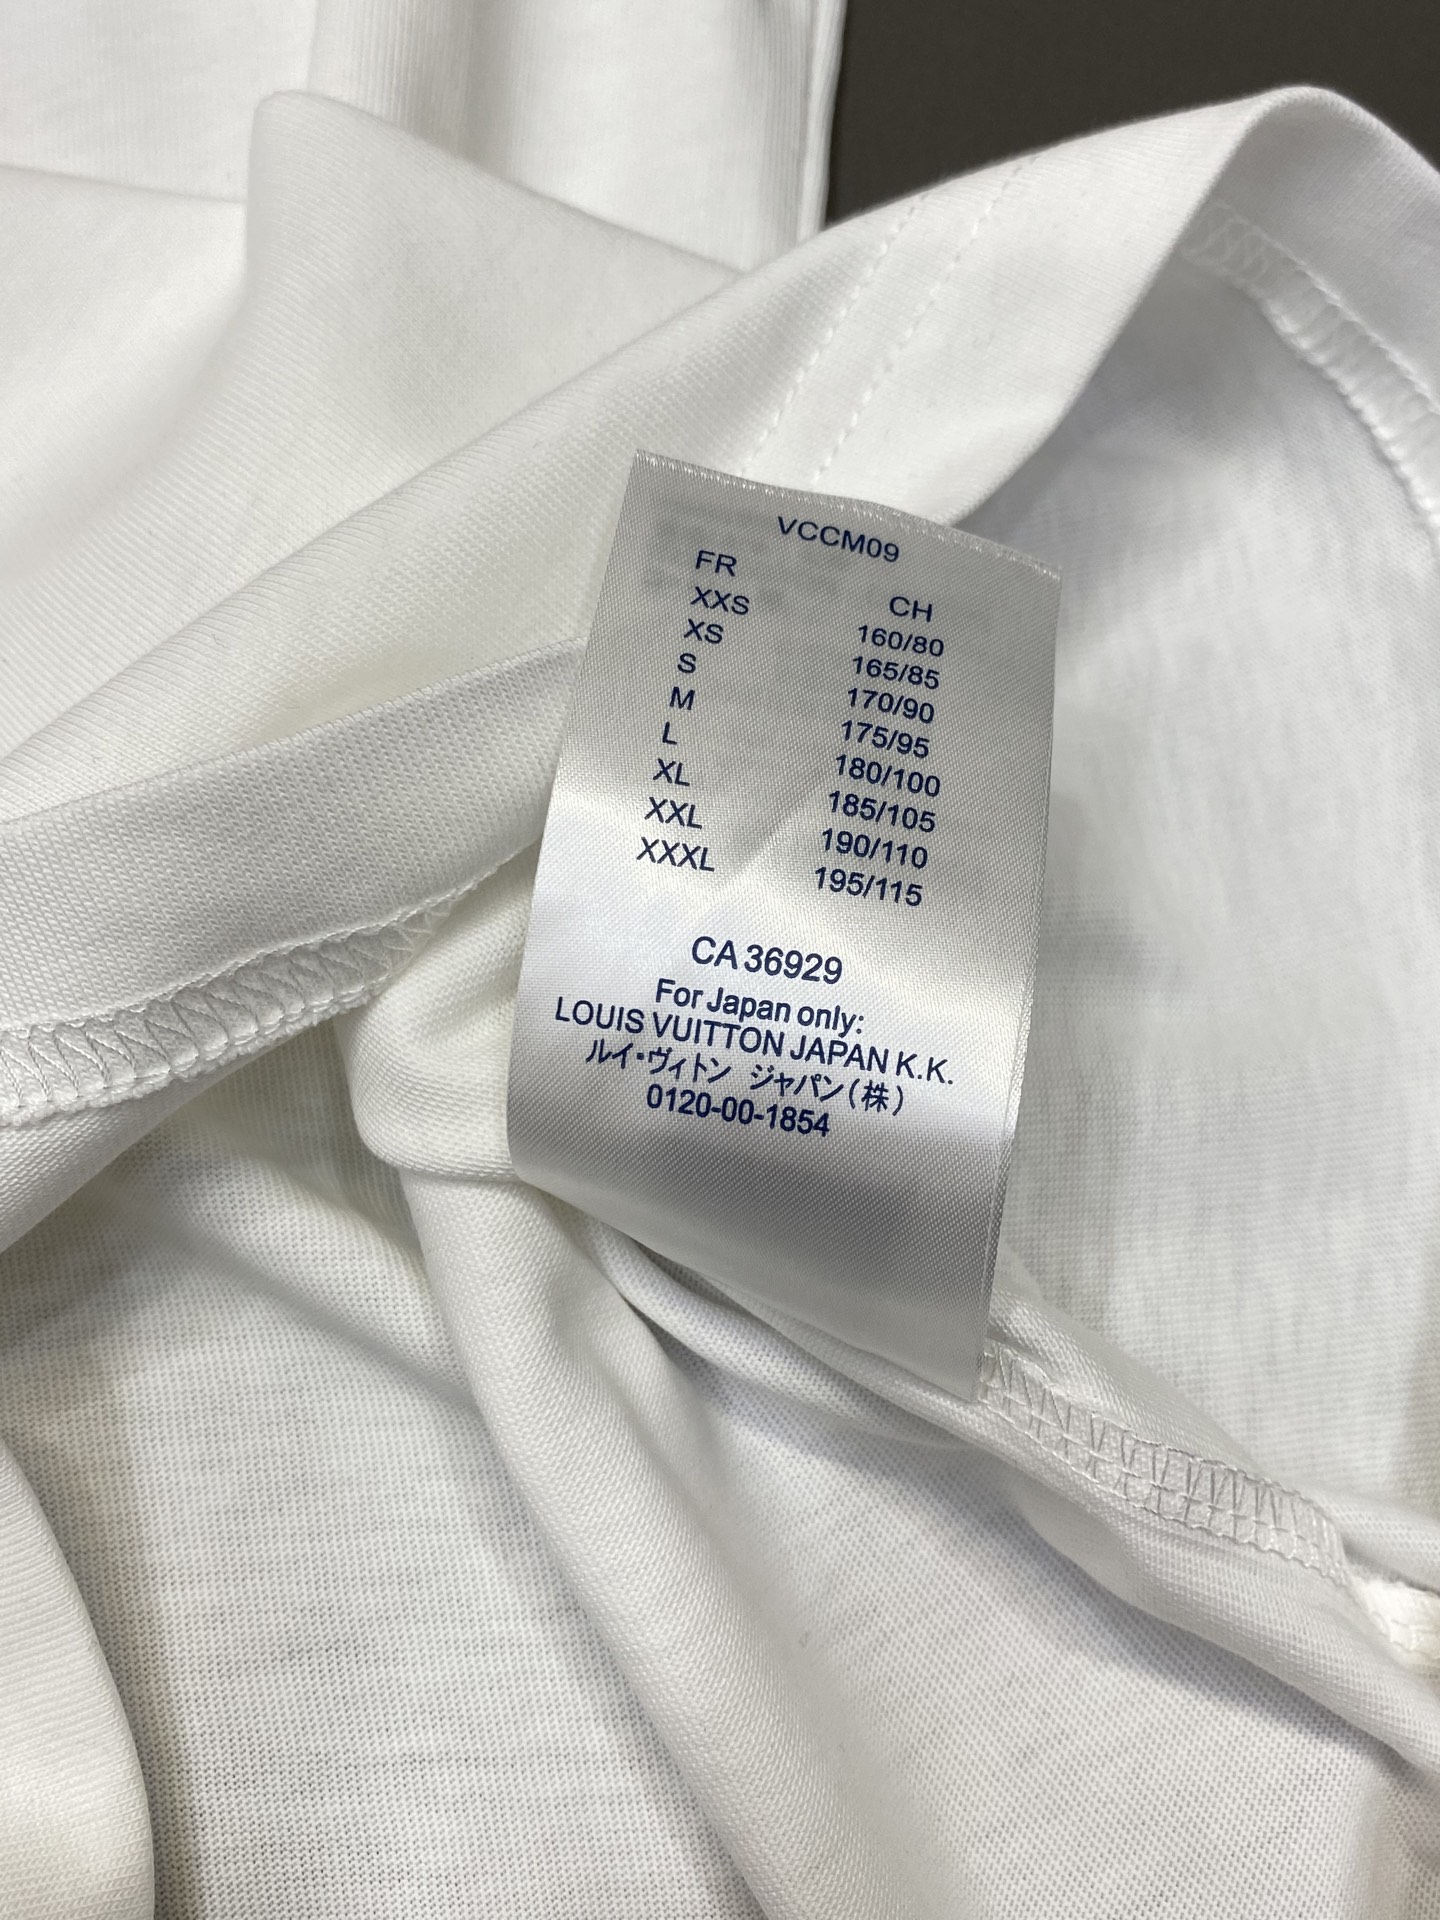 VCCM09
FR CH
XXS 160/80
XS 165/85
S 170/90
M 175/95
L 180/100
XL 185/105
XXL 190/110
XXXL 195/115
CA 36929
For Japan only:
LOUIS VUITTON JAPAN K.K.
ルイ・ヴィトン ジャパン(株)
0120-00-1854